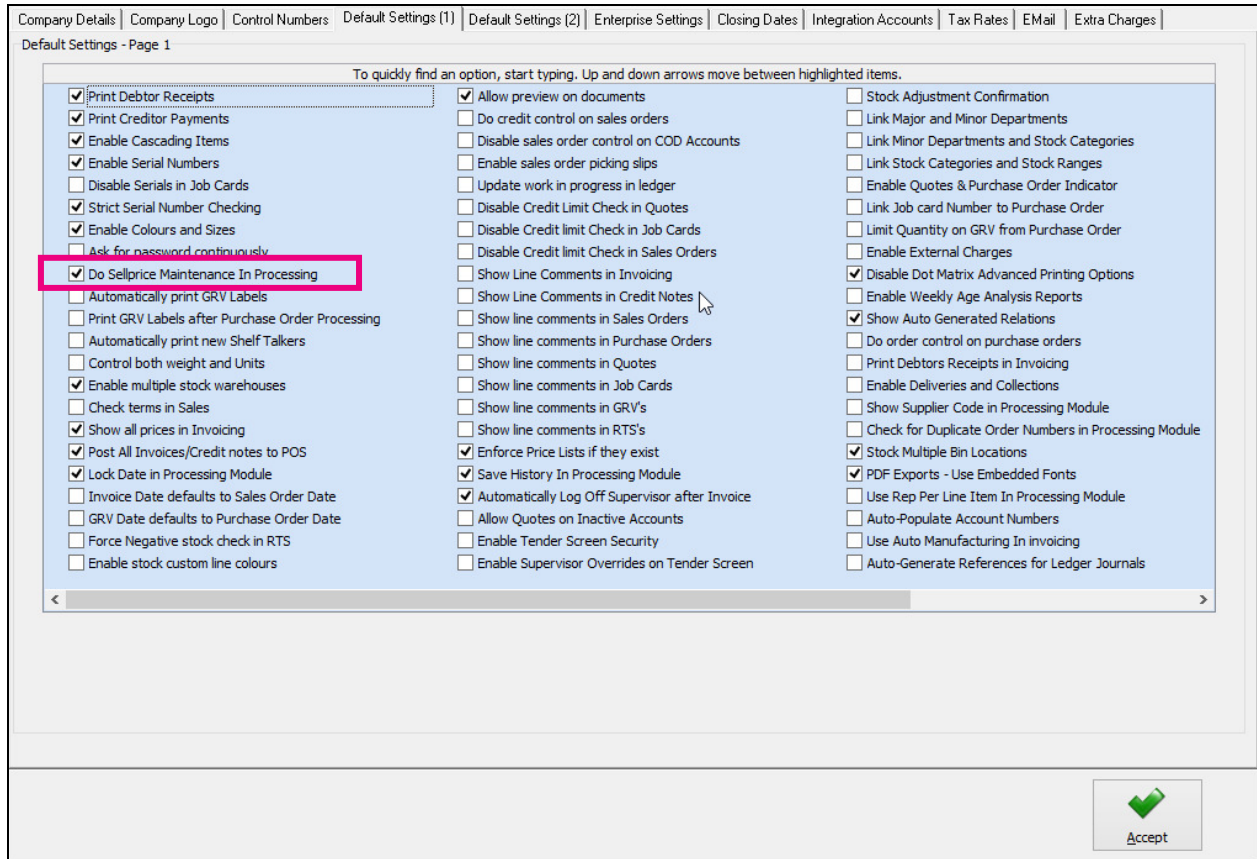 Company Details Company Logo Control Numbers Default Settings (1) Default Settings (2) Enterprise Settings Closing Dates Integration Accounts Tax Rates EMail Extra Charges
Default Settings - Page 1
To quickly find an option, start typing. Up and down arrows move between highlighted items.
Print Debtor Receipts
Print Creditor Payments
Enable Cascading Items
Enable Serial Numbers
Disable Serials in Job Cards
Strict Serial Number Checking
Enable Colours and Sizes
Ask for password continuously
Do Sellprice Maintenance In Processing
Automatically print GRV Labels
Print GRV Labels after Purchase Order Processing
Automatically print new Shelf Talkers
Control both weight and Units
Enable multiple stock warehouses
Check terms in Sales
Show all prices in Invoicing
Post All Invoices/Credit notes to POS
Lock Date in Processing Module
Invoice Date defaults to Sales Order Date
GRV Date defaults to Purchase Order Date
Force Negative stock check in RTS
Enable stock custom line colours
Allow preview on documents
Do credit control on sales orders
Disable sales order control on COD Accounts
Enable sales order picking slips
Update work in progress in ledger
Disable Credit Limit Check in Quotes
Disable Credit limit Check in Job Cards
Disable Credit limit Check in Sales Orders
Show Line Comments in Invoicing
Show Line Comments in Credit Notes
Show line comments in Sales Orders
Show line comments in Purchase Orders
Show line comments in Quotes
Show line comments in Job Cards
Show line comments in GRV's
Show line comments in RTS's
Enforce Price Lists if they exist
Save History In Processing Module
Automatically Log Off Supervisor after Invoice
Allow Quotes on Inactive Accounts
Enable Tender Screen Security
Enable Supervisor Overrides on Tender Screen
Stock Adjustment Confirmation
Link Major and Minor Departments
Link Minor Departments and Stock Categories
Link Stock Categories and Stock Ranges
Enable Quotes & Purchase Order Indicator
Link Job card Number to Purchase Order
Limit Quantity on GRV from Purchase Order
Enable External Charges
Disable Dot Matrix Advanced Printing Options
Enable Weekly Age Analysis Reports
Show Auto Generated Relations
Do order control on purchase orders
Print Debtors Receipts in Invoicing
Enable Deliveries and Collections
Show Supplier Code in Processing Module
Check for Duplicate Order Numbers in Processing Module
Stock Multiple Bin Locations
PDF Exports - Use Embedded Fonts
Use Rep Per Line Item In Processing Module
Auto-Populate Account Numbers
Use Auto Manufacturing In invoicing
Auto-Generate References for Ledger Journals
Accept